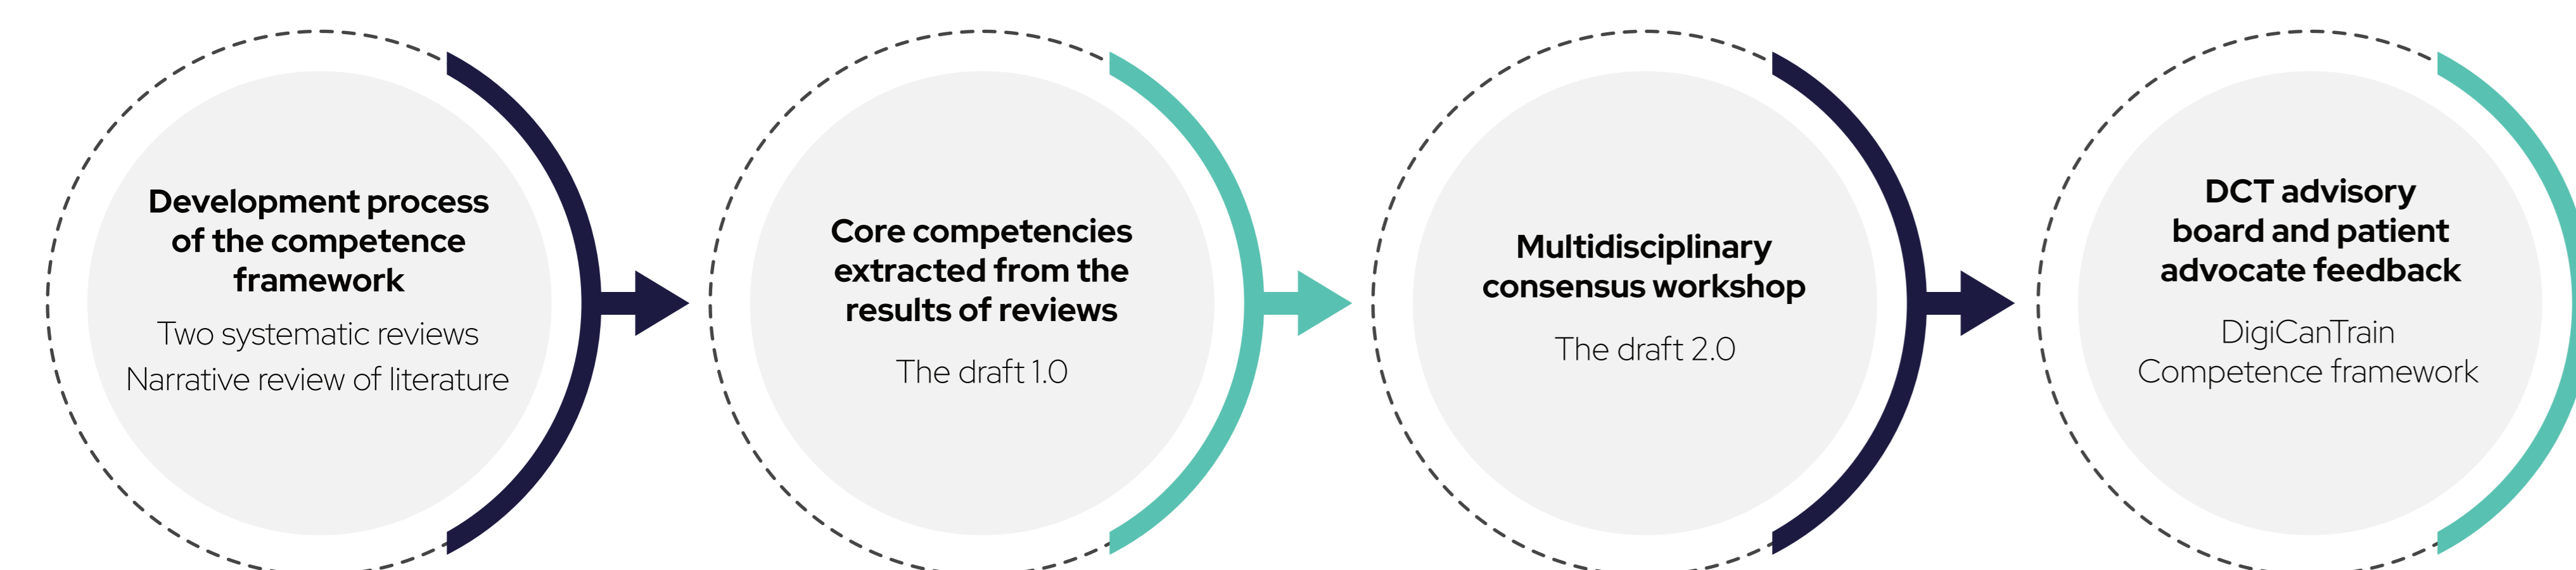 Development process
of the competence
framework
Two systematic reviews
Narrative review of literature
Core competencies
extracted from the
results of reviews
The draft 1.0
Multidisciplinary
consensus workshop
The draft 2.0
DCT advisory
board and patient
advocate feedback
DigiCanTrain
Competence framework